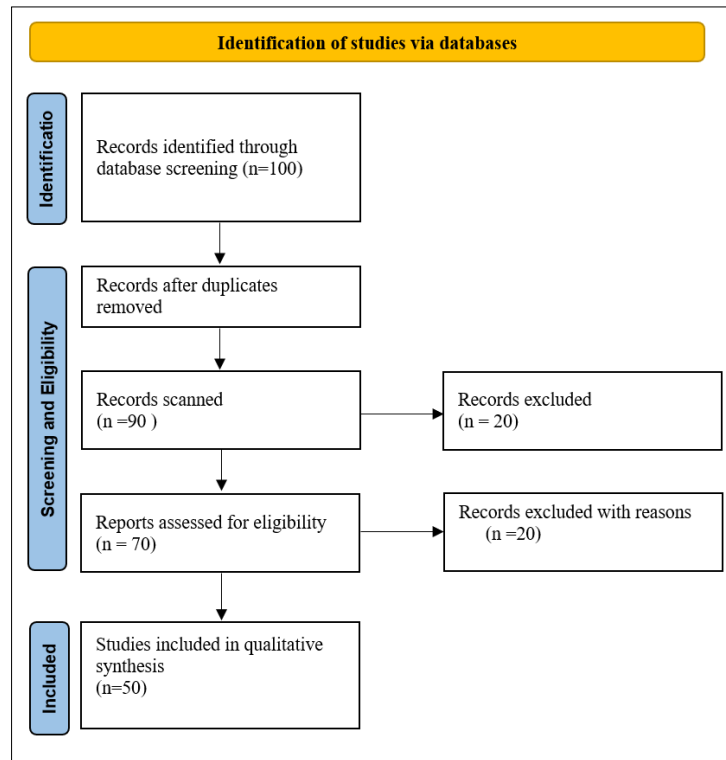 Identification of studies via databases
Identificatio
Records identified through
database screening (n=100)
Screening and Eligibility
Records after duplicates
removed
Records scanned
(n =90 )
Records excluded
(n = 20)
Reports assessed for eligibility
(n = 70)
Records excluded with reasons
(n =20)
Included
Studies included in qualitative
synthesis
(n=50)